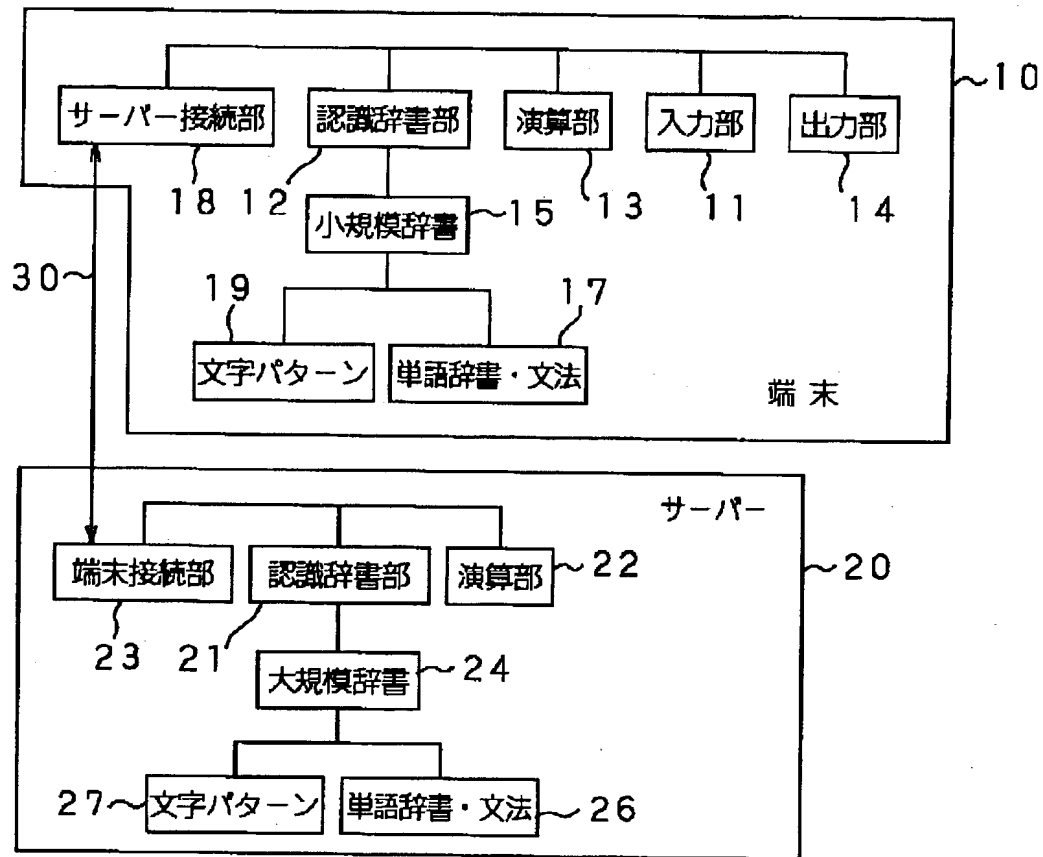 10
サーバー接続部 認識辞書部 演算部 入力部 出力部
18 12 13 11 14
小規模辞書 15
30
19 17
文字パターン 単語辞書・文法
端末
サーバー
端末接続部 認識辞書部 演算部 22 20
23 21
大規模辞書 24
27 文字パターン 単語辞書・文法 26